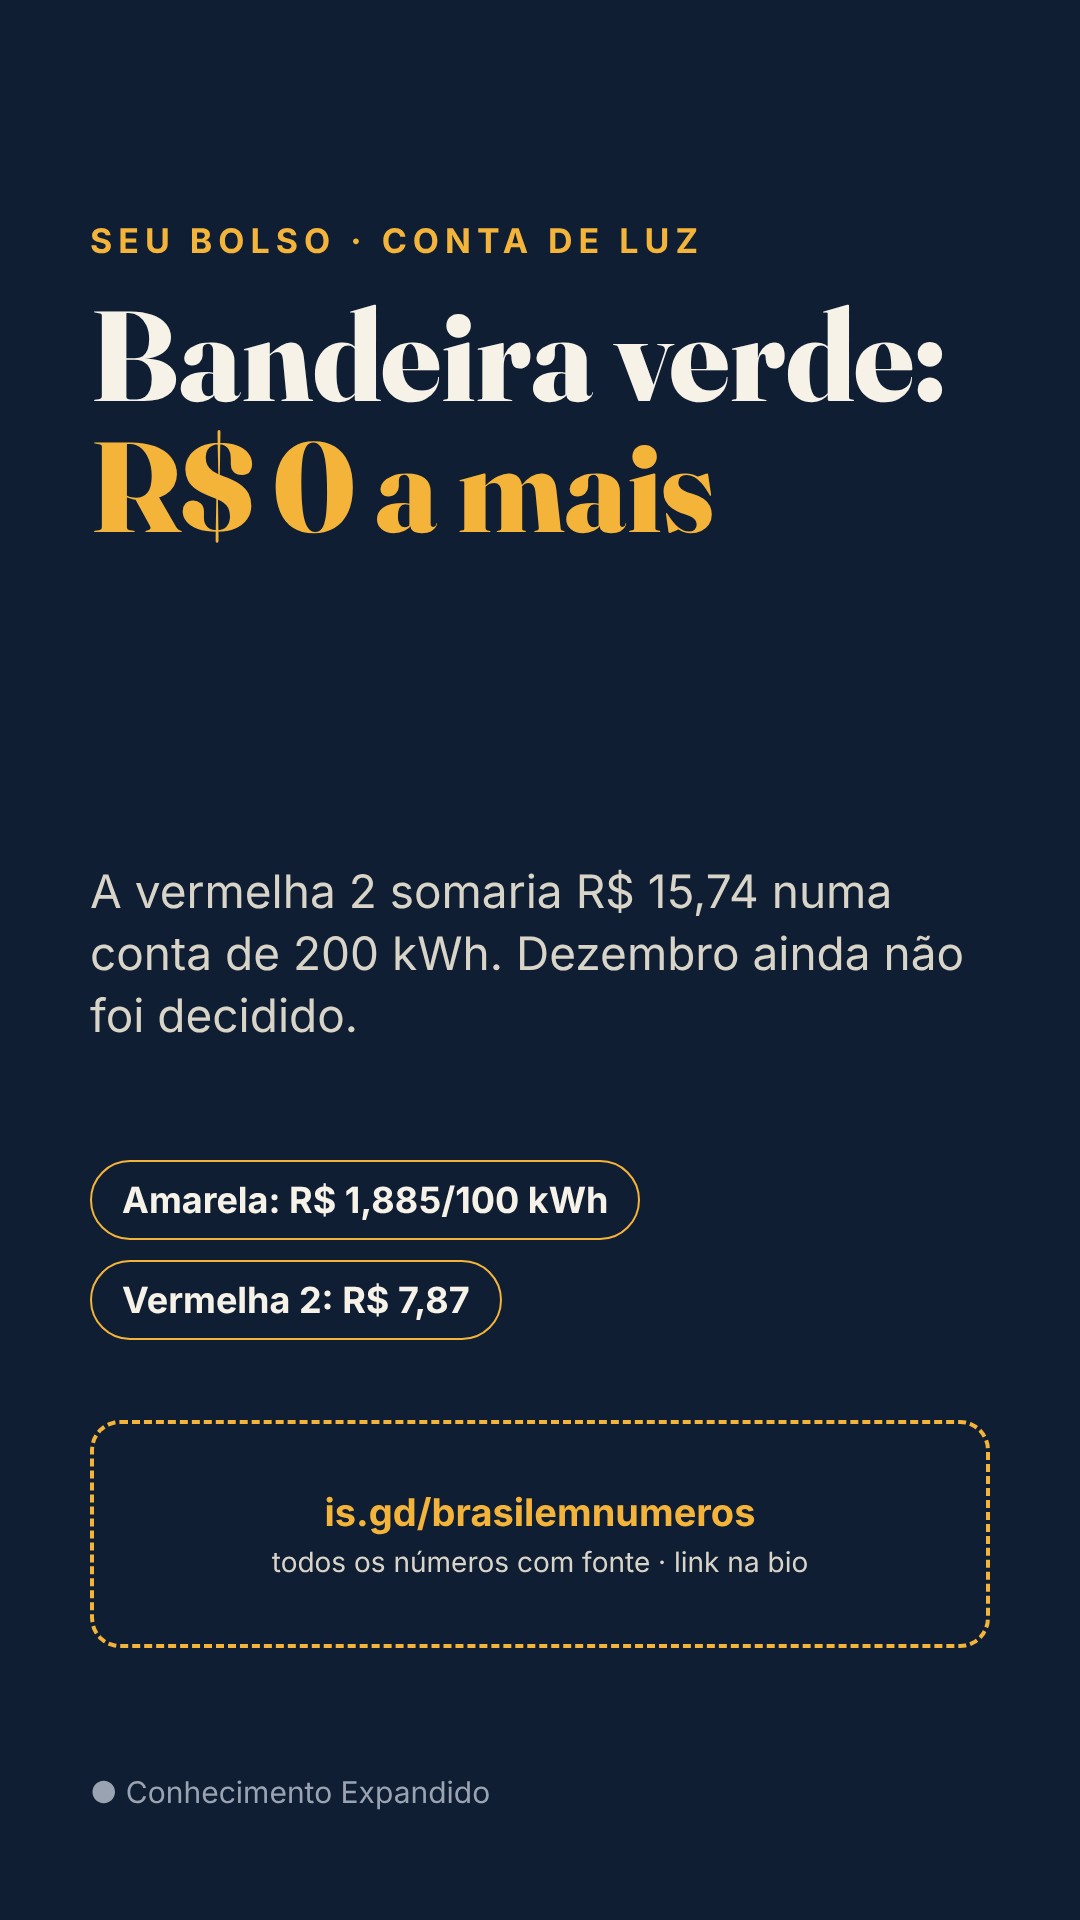 SEU BOLSO · CONTA DE LUZ
Bandeira verde:
R$ 0 a mais
A vermelha 2 somaria R$ 15,74 numa
conta de 200 kWh. Dezembro ainda não
foi decidido.
Amarela: R$ 1,885/100 kWh
Vermelha 2: R$ 7,87
is.gd/brasilemnumeros
todos os números com fonte · link na bio
Conhecimento Expandido